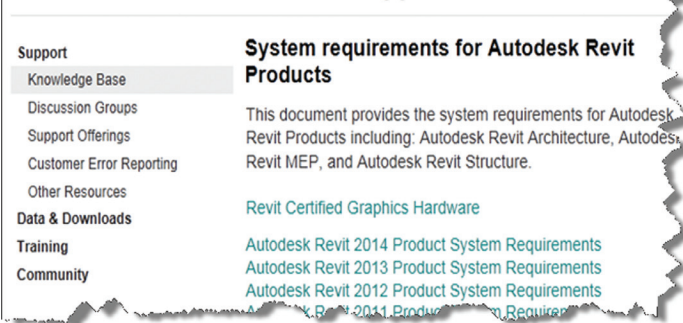 Support
Knowledge Base
Discussion Groups
Support Offerings
Customer Error Reporting
Other Resources
Data & Downloads
Training
Community
System requirements for Autodesk Revit
Products
This document provides the system requirements for Autodesk
Revit Products including: Autodesk Revit Architecture,
Revit MEP, and Autodesk Revit Structure.
Revit Certified Graphics Hardware
Autodesk Revit 2014 Product System Requirements
Autodesk Revit 2013 Product System Requirements
Autodesk Revit 2012 Product System Requirements
2011